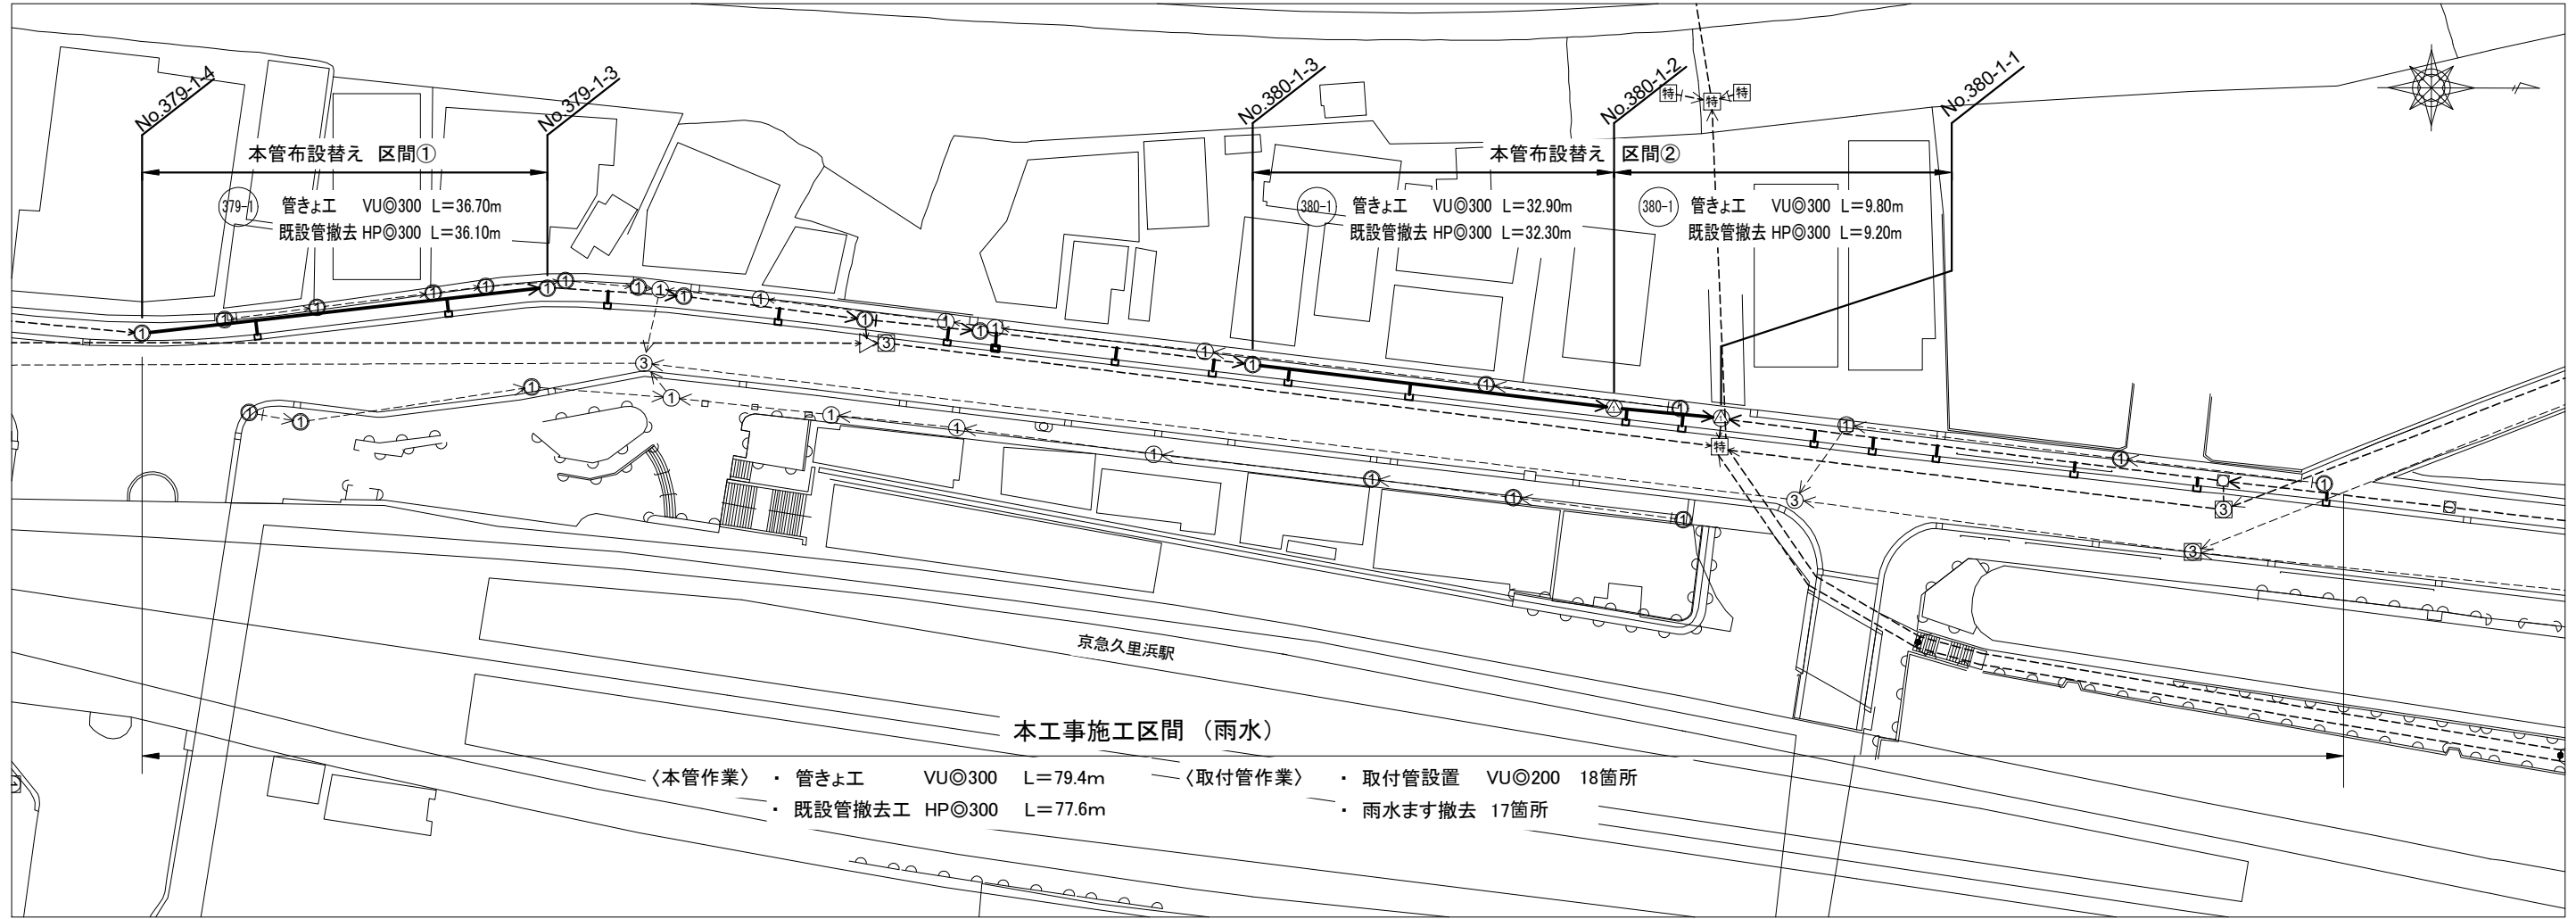 No.379-1-4
No.379-1-3
No.380-1-3
No.380-1-2
No.380-1-1
特 特 特
本管布設替え 区間①
本管布設替え 区間②
379-1 管きょ工 VU◎300 L=36.70m
既設管撤去 HP◎300 L=36.10m
380-1 管きょ工 VU◎300 L=32.90m
既設管撤去 HP◎300 L=32.30m
380-1 管きょ工 VU◎300 L=9.80m
既設管撤去 HP◎300 L=9.20m
特
京急久里浜駅
本工事施工区間 (雨水)
〈本管作業〉 ・ 管きょ工 VU◎300 L=79.4m
・ 既設管撤去工 HP◎300 L=77.6m
〈取付管作業〉 ・ 取付管設置 VU◎200 18箇所
・ 雨水ます撤去 17箇所